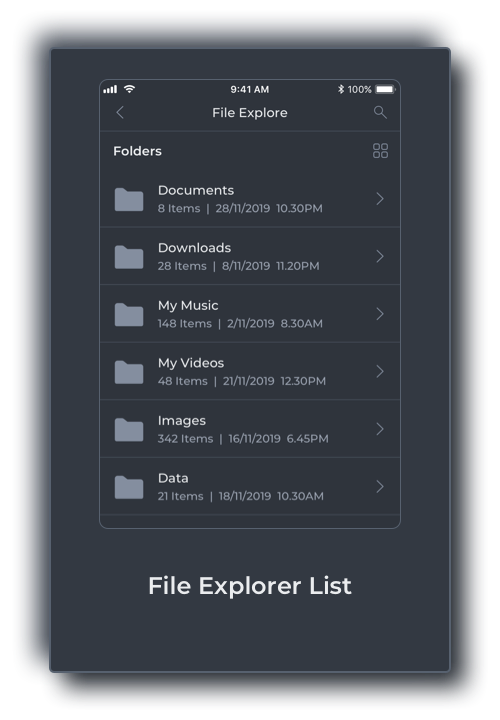 9:41 AM 100%
File Explore
Folders
Documents
8 Items | 28/11/2019 10.30PM
Downloads
28 Items | 8/11/2019 11.20PM
My Music
148 Items | 2/11/2019 8.30AM
My Videos
48 Items | 21/11/2019 12.30PM
Images
342 Items | 16/11/2019 6.45PM
Data
21 Items | 18/11/2019 10.30AM
File Explorer List